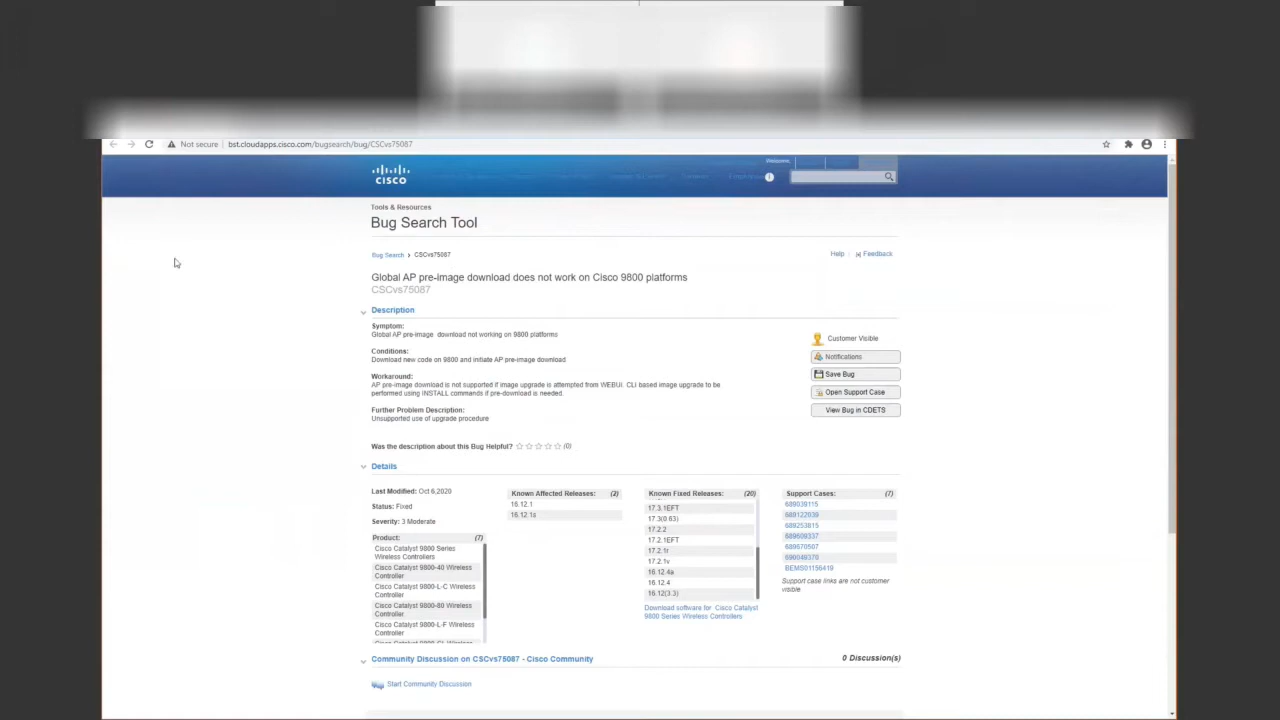 Not secure | bst.cloudapps.cisco.com/bugsearch/bug/CSCvs75087
Welcome,
CISCO
Tools & Resources
Bug Search Tool
Bug Search > CSCvs75087
Help | [+] Feedback
Global AP pre-image download does not work on Cisco 9800 platforms
CSCvs75087
Description
Symptom:
Global AP pre-image download not working on 9800 platforms
Conditions:
Download new code on 9800 and initiate AP pre-image download.
Workaround:
AP pre-image download is not supported if image upgrade is attempted from WEBUI. CLI based image upgrade to be
performed using INSTALL commands if pre-download is needed.
Further Problem Description:
Unsupported use of upgrade procedure
Customer Visible
Notifications
Save Bug
Open Support Case
View Bug in CDETS
Was the description about this Bug Helpful? (0)
Details
Last Modified: Oct 6,2020
Status: Fixed
Severity: 3 Moderate
Product: (7)
Cisco Catalyst 9800 Series
Wireless Controllers
Cisco Catalyst 9800-40 Wireless
Controller
Cisco Catalyst 9800-L-C Wireless
Controller
Cisco Catalyst 9800-80 Wireless
Controller
Cisco Catalyst 9800-L-F Wireless
Controller
Known Affected Releases: (2)
16.12.1
16.12.1s
Known Fixed Releases: (20)
17.3.1EFT
17.3(0.63)
17.2.2
17.2.1EFT
17.2.1r
17.2.1v
16.12.4a
16.12.4
16.12(3.3)
Download software for Cisco Catalyst
9800 Series Wireless Controllers
Support Cases: (7)
689039115
689122039
689253815
689609337
689670507
690049370
BEMS01156419
Support case links are not customer
visible
Community Discussion on CSCvs75087 - Cisco Community
0 Discussion(s)
Start Community Discussion